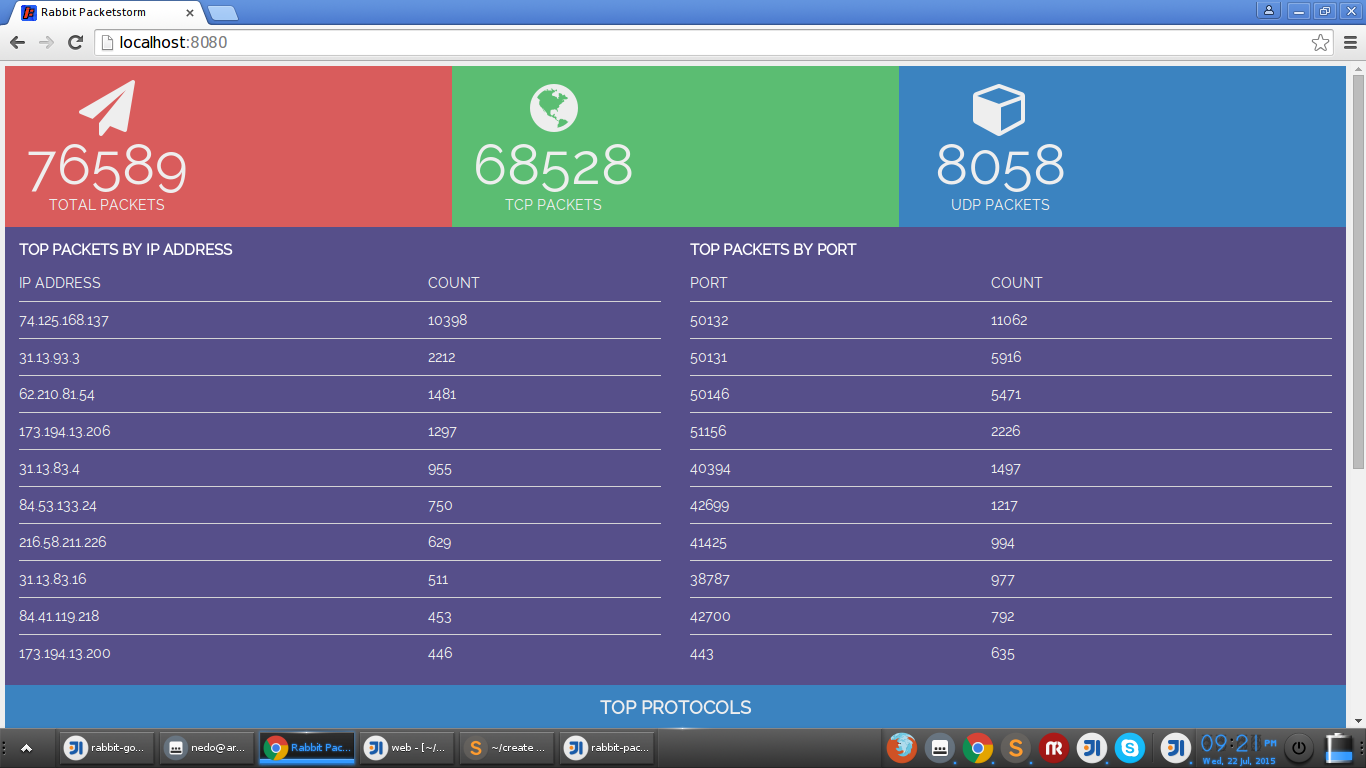 Rabbit Packetstorm
localhost:8080
76589
TOTAL PACKETS
68528
TCP PACKETS
8058
UDP PACKETS
TOP PACKETS BY IP ADDRESS
IP ADDRESS COUNT
74.125.168.137 10398
31.13.93.3 2212
62.210.81.54 1481
173.194.13.206 1297
31.13.83.4 955
84.53.133.24 750
216.58.211.226 629
31.13.83.16 511
84.41.119.218 453
173.194.13.200 446
TOP PACKETS BY PORT
PORT COUNT
50132 11062
50131 5916
50146 5471
51156 2226
40394 1497
42699 1217
41425 994
38787 977
42700 792
443 635
TOP PROTOCOLS
rabbit-go... nedo@ar... Rabbit Pac... web - [~/... ~/create ... rabbit-pac...
09:21 PM
Wed, 22 jul, 2015